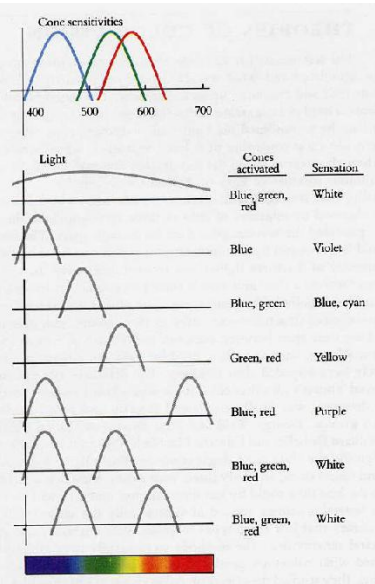 Cone sensitivities
400 500 600 700
Light
Cones
activated
Sensation
Blue, green,
red
White
Blue
Violet
Blue, green
Blue, cyan
Green, red
Yellow
Blue, red
Purple
Blue, green,
red
White
Blue, green,
red
White